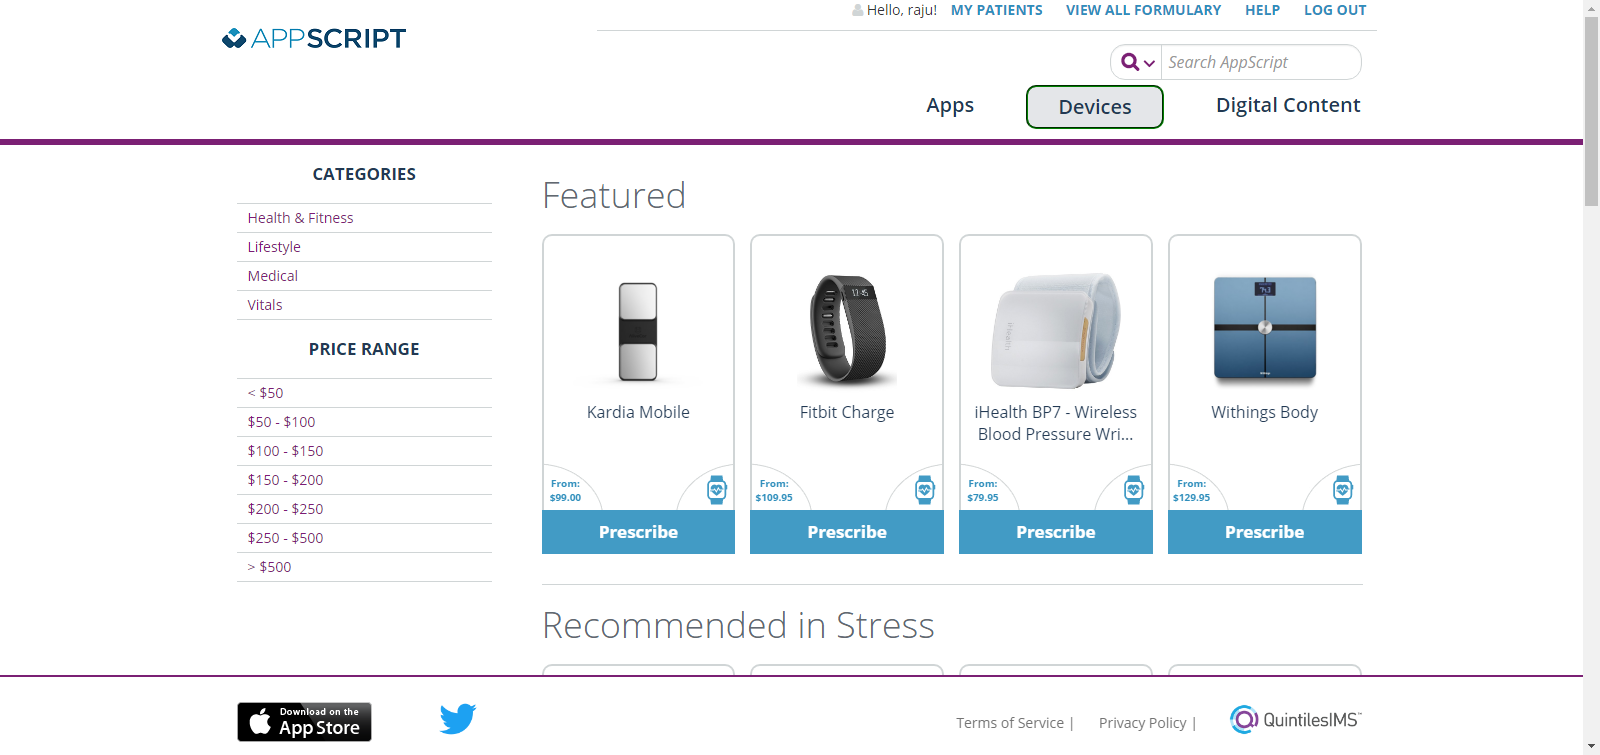 Hello, raju! MY PATIENTS VIEW ALL FORMULARY HELP LOG OUT
APPSCRIPT
Search AppScript
Apps Devices Digital Content
CATEGORIES
Health & Fitness
Lifestyle
Medical
Vitals
PRICE RANGE
< $50
$50 - $100
$100 - $150
$150 - $200
$200 - $250
$250 - $500
> $500
Featured
Kardia Mobile
From:
$99.00
Prescribe
Fitbit Charge
From:
$109.95
Prescribe
iHealth BP7 - Wireless
Blood Pressure Wri...
From:
$79.95
Prescribe
Withings Body
From:
$129.95
Prescribe
Recommended in Stress
Download on the
App Store
Terms of Service | Privacy Policy |
QuintilesIMS™